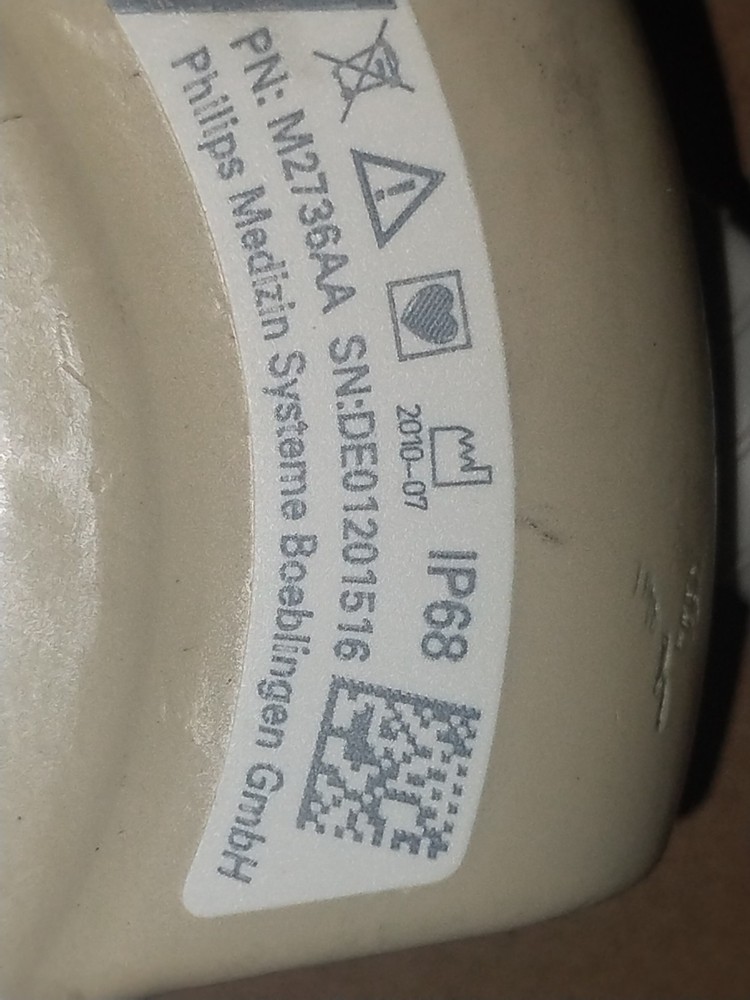 2010-07
IP68
PN: M2736AA SN:DE01201516
Philips Medizin Systeme Boeblingen GmbH